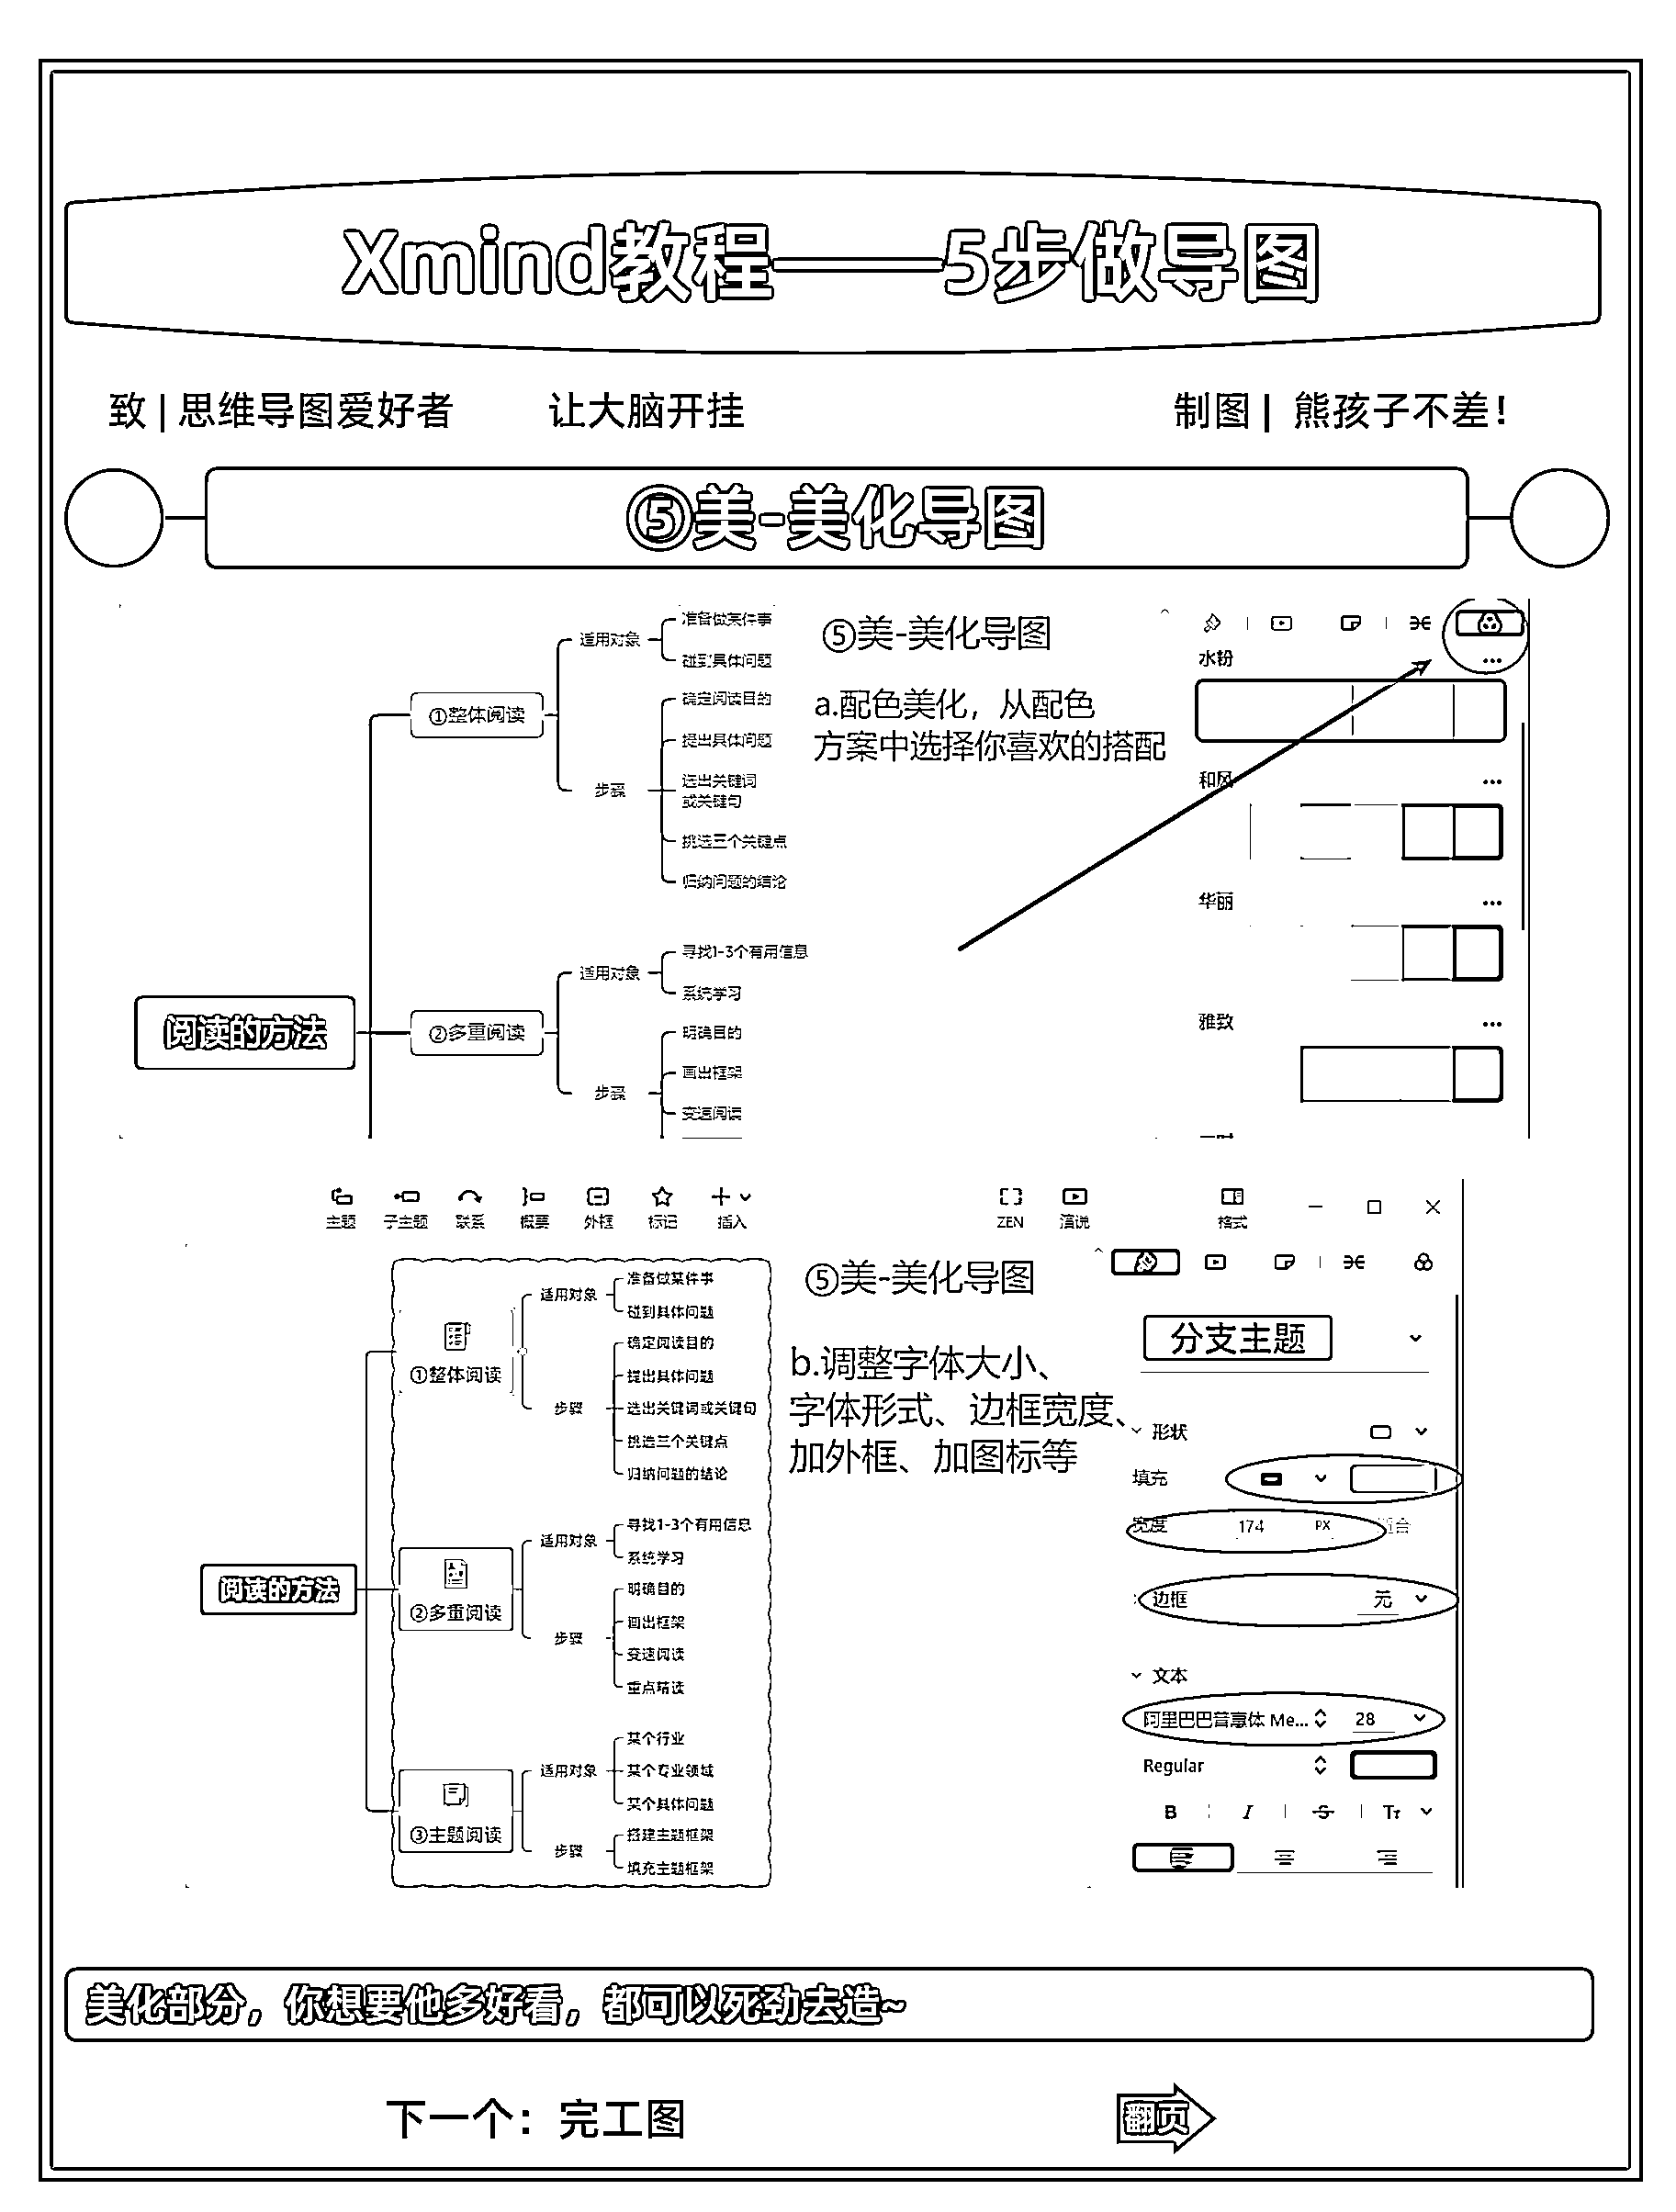 Xmind教程——5步做导图
致 | 思维导图爱好者 让大脑开挂 制图 | 熊孩子不差！
⑤美-美化导图
⑤美-美化导图
a.配色美化，从配色
方案中选择你喜欢的搭配
阅读的方法
①整体阅读
适用对象
准备做某件事
碰到具体问题
步骤
确定阅读目的
提出具体问题
选出关键词
或关键句
挑选三个关键点
归纳问题的结论
②多重阅读
适用对象
寻找1-3个有用信息
系统学习
步骤
明确目的
画出框架
变速阅读
水粉
和风
华丽
雅致
主题 子主题 联系 概要 外框 标记 插入 ZEN 演说 格式
⑤美-美化导图
b.调整字体大小、
字体形式、边框宽度、
加外框、加图标等
阅读的方法
①整体阅读
适用对象
准备做某件事
碰到具体问题
步骤
确定阅读目的
提出具体问题
选出关键词或关键句
挑选三个关键点
归纳问题的结论
②多重阅读
适用对象
寻找1-3个有用信息
系统学习
步骤
明确目的
画出框架
变速阅读
重点精读
③主题阅读
适用对象
某个行业
某个专业领域
某个具体问题
步骤
搭建主题框架
填充主题框架
分支主题
形状
填充
宽度 174 PX
边框 无
文本
阿里巴巴普惠体 Me... 28
Regular
B I S Tr
美化部分，你想要他多好看，都可以死劲去造~
下一个：完工图
翻页